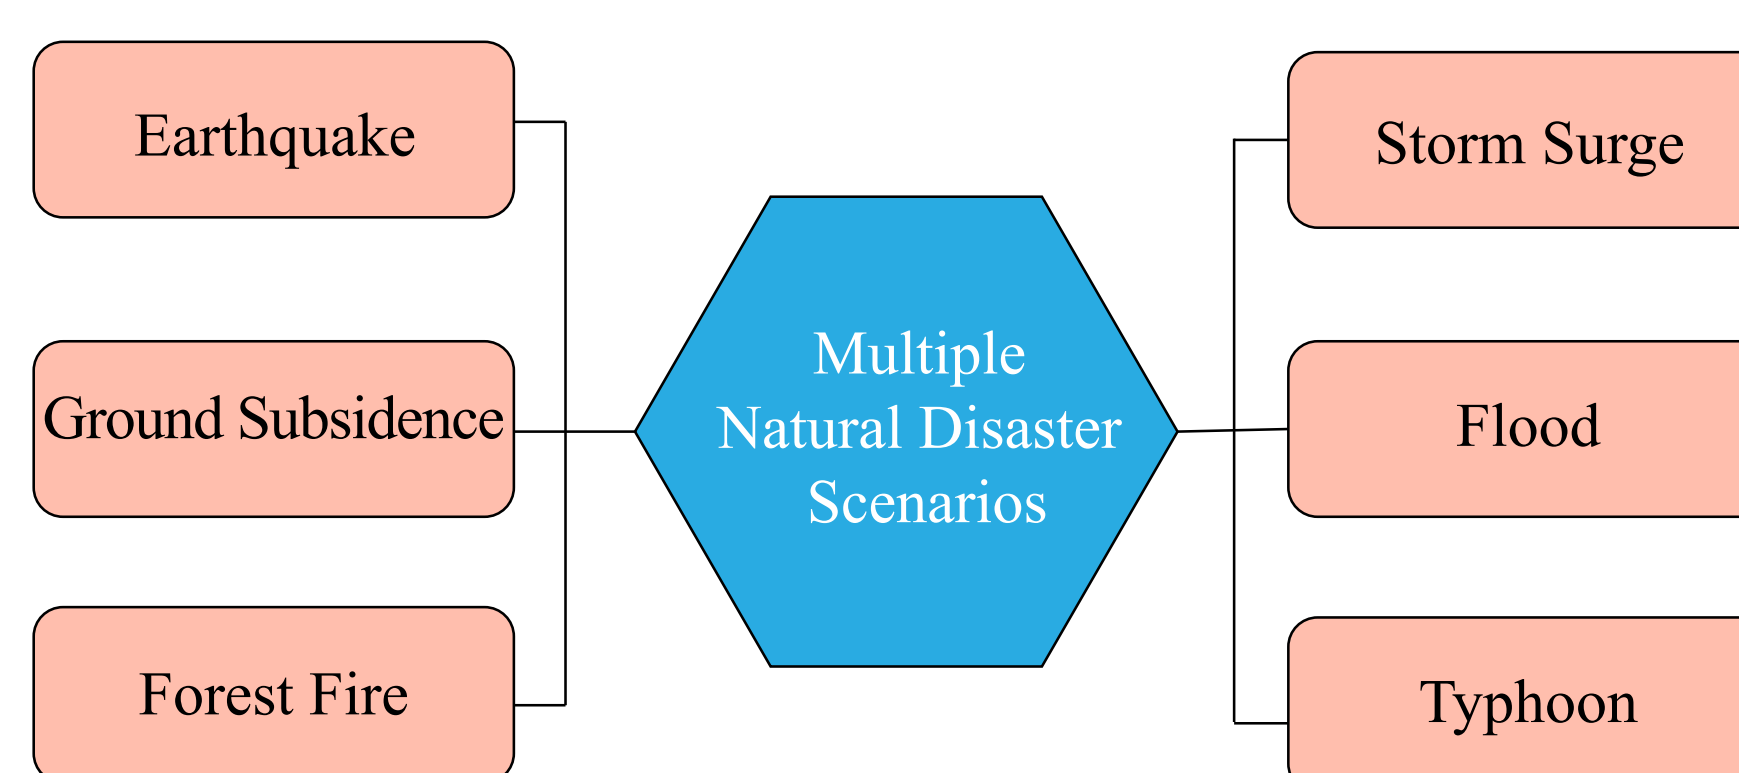 Earthquake
Ground Subsidence
Forest Fire
Multiple
Natural Disaster
Scenarios
Storm Surge
Flood
Typhoon